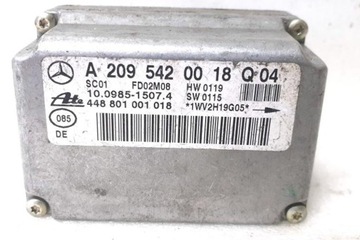 A 209 542 00 18 Q 04
SC01 FD02M08 HW 0119
10.0985-1507.4 SW 0115
Ate 448 801 001 018 *1WV2H19G05*
085
DE